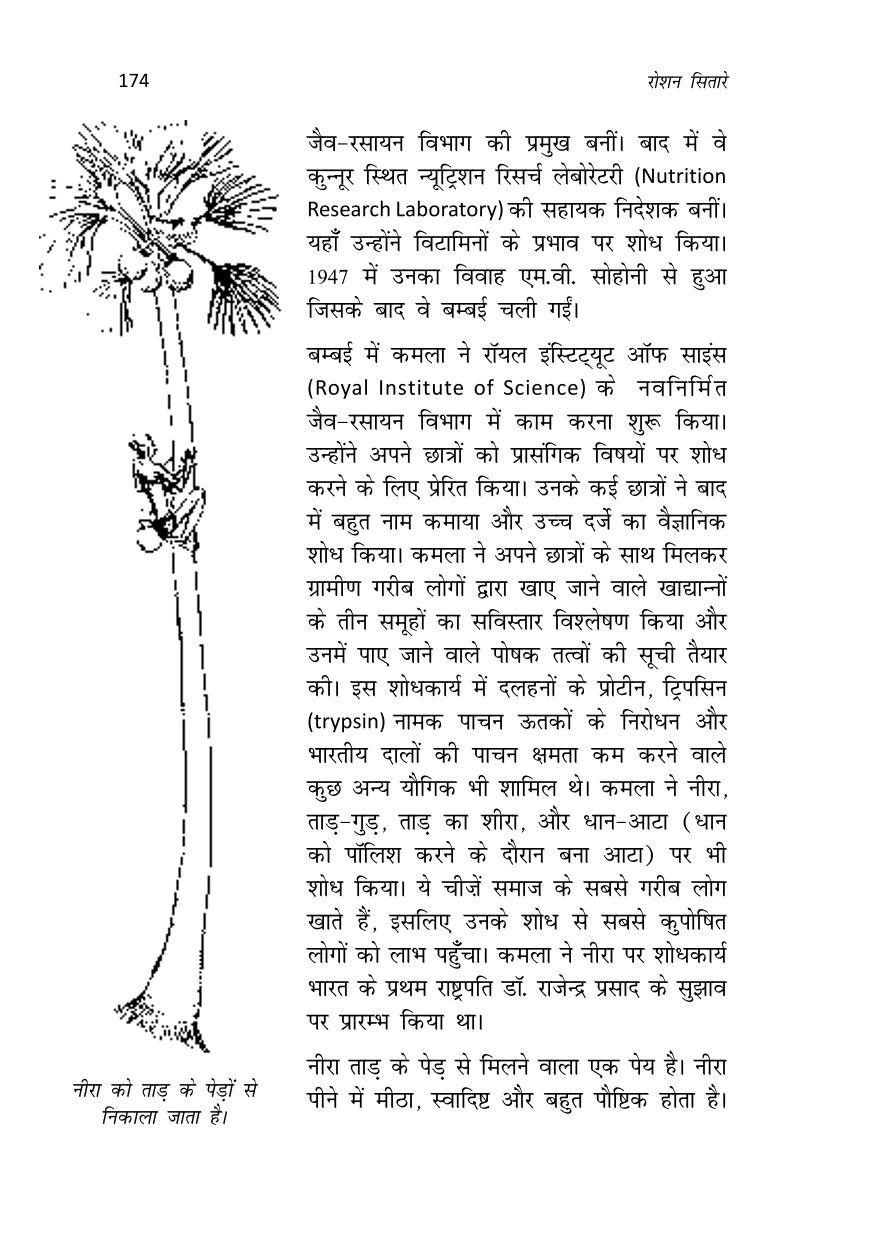 174
रोशन सितारे
जैव-रसायन विभाग की प्रमुख बनीं। बाद में वे
कुन्नूर स्थित न्यूट्रिशन रिसर्च लेबोरेटरी (Nutrition
Research Laboratory) की सहायक निदेशक बनीं।
यहाँ उन्होंने विटामिनों के प्रभाव पर शोध किया।
1947 में उनका विवाह एम.वी. सोहोनी से हुआ
जिसके बाद वे बम्बई चली गईं।
बम्बई में कमला ने रॉयल इंस्टिट्यूट ऑफ साइंस
(Royal Institute of Science) के नवनिर्मित
जैव-रसायन विभाग में काम करना शुरू किया।
उन्होंने अपने छात्रों को प्रासंगिक विषयों पर शोध
करने के लिए प्रेरित किया। उनके कई छात्रों ने बाद
में बहुत नाम कमाया और उच्च दर्जे का वैज्ञानिक
शोध किया। कमला ने अपने छात्रों के साथ मिलकर
ग्रामीण गरीब लोगों द्वारा खाए जाने वाले खाद्यान्नों
के तीन समूहों का सविस्तार विश्लेषण किया और
उनमें पाए जाने वाले पोषक तत्वों की सूची तैयार
की। इस शोधकार्य में दलहनों के प्रोटीन, ट्रिपसिन
(trypsin) नामक पाचन ऊतकों के निरोधन और
भारतीय दालों की पाचन क्षमता कम करने वाले
कुछ अन्य यौगिक भी शामिल थे। कमला ने नीरा,
ताड़-गुड़, ताड़ का शीरा, और धान-आटा (धान
को पॉलिश करने के दौरान बना आटा) पर भी
शोध किया। ये चीज़ें समाज के सबसे गरीब लोग
खाते हैं, इसलिए उनके शोध से सबसे कुपोषित
लोगों को लाभ पहुँचा। कमला ने नीरा पर शोधकार्य
भारत के प्रथम राष्ट्रपति डॉ. राजेन्द्र प्रसाद के सुझाव
पर प्रारम्भ किया था।
नीरा ताड़ के पेड़ से मिलने वाला एक पेय है। नीरा
पीने में मीठा, स्वादिष्ट और बहुत पौष्टिक होता है।
नीरा को ताड़ के पेड़ों से
निकाला जाता है।